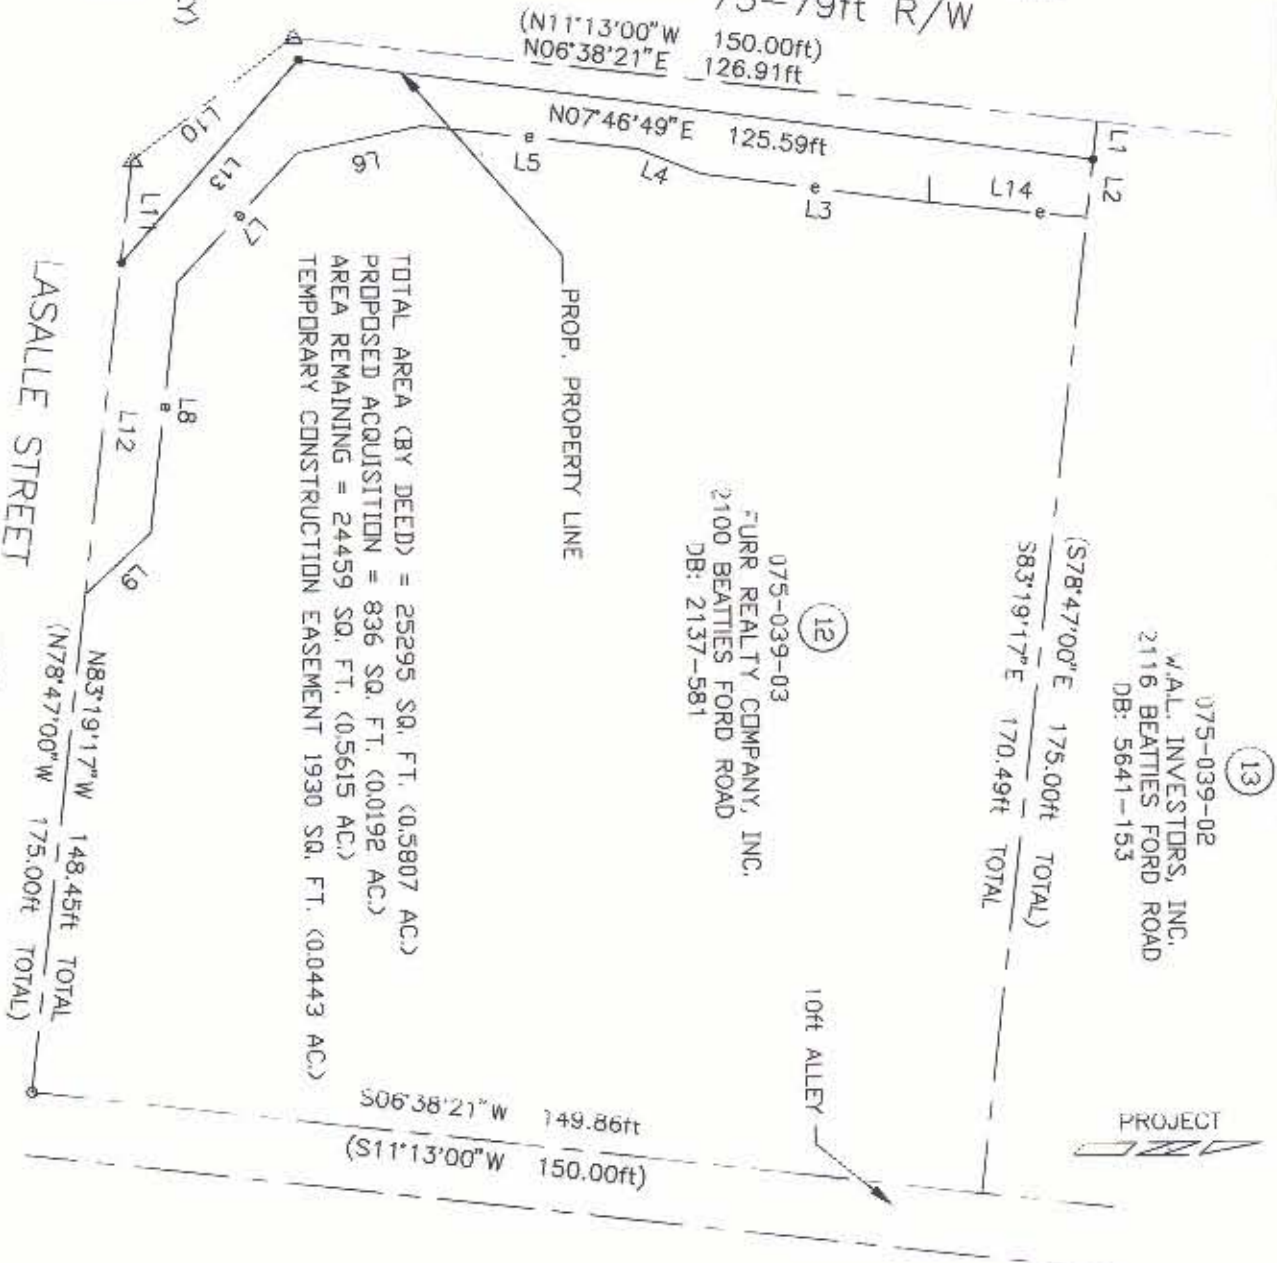 75-79ft R/W
(N11°13'00"W 150.00ft)
N06°38'21"E 126.91ft
N07°46'49"E 125.59ft
L1
L2
L14
L3
L4
L5
L6
L7
L8
L9
L10
L13
L11
L12
PROP. PROPERTY LINE
TOTAL AREA (BY DEED) = 25295 SQ. FT. (0.5807 AC.)
PROPOSED ACQUISITION = 836 SQ. FT. (0.0192 AC.)
AREA REMAINING = 24459 SQ. FT. (0.5615 AC.)
TEMPORARY CONSTRUCTION EASEMENT 1930 SQ. FT. (0.0443 AC.)
LASALLE STREET
N83°19'17"W 148.45ft TOTAL
(N78°47'00"W 175.00ft TOTAL)
12
075-039-03
FURR REALTY COMPANY, INC.
2100 BEATTIES FORD ROAD
DB: 2137-581
13
075-039-02
W.A.L. INVESTORS, INC.
2116 BEATTIES FORD ROAD
DB: 5641-153
(S78°47'00"E 175.00ft TOTAL)
S83°19'17"E 170.49ft TOTAL
10ft ALLEY
PROJECT
S06°38'21"W 149.86ft
(S11°13'00"W 150.00ft)
e
e
e
e
e